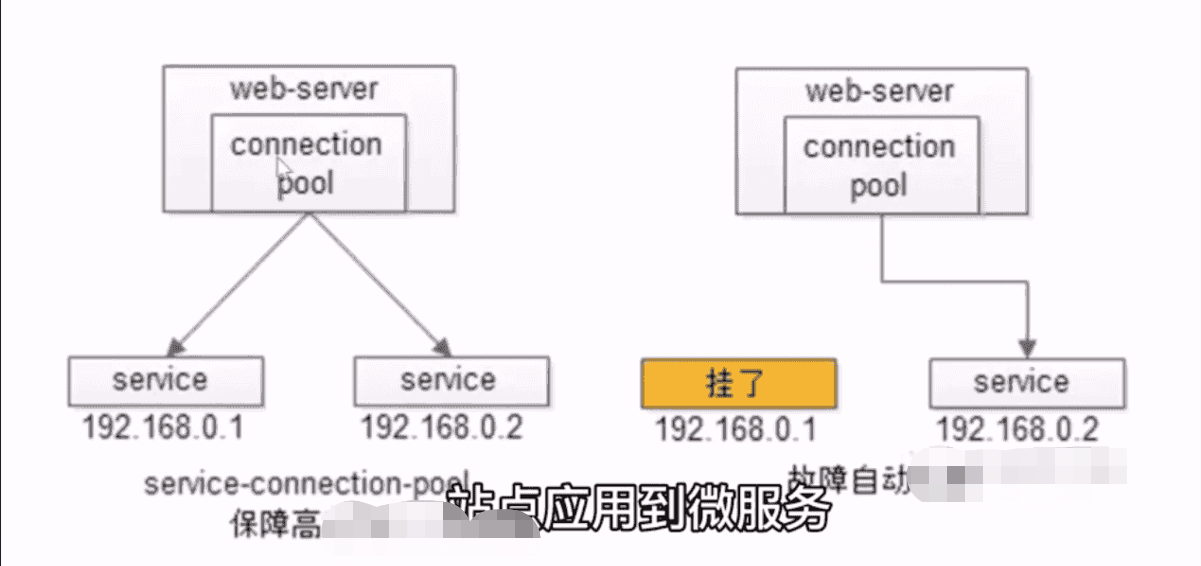 web-server
connection
pool
service
service
192.168.0.1
192.168.0.2
service-connection-pool
保障高
web-server
connection
pool
挂了
service
192.168.0.1
192.168.0.2
故障自动
站点应用到微服务